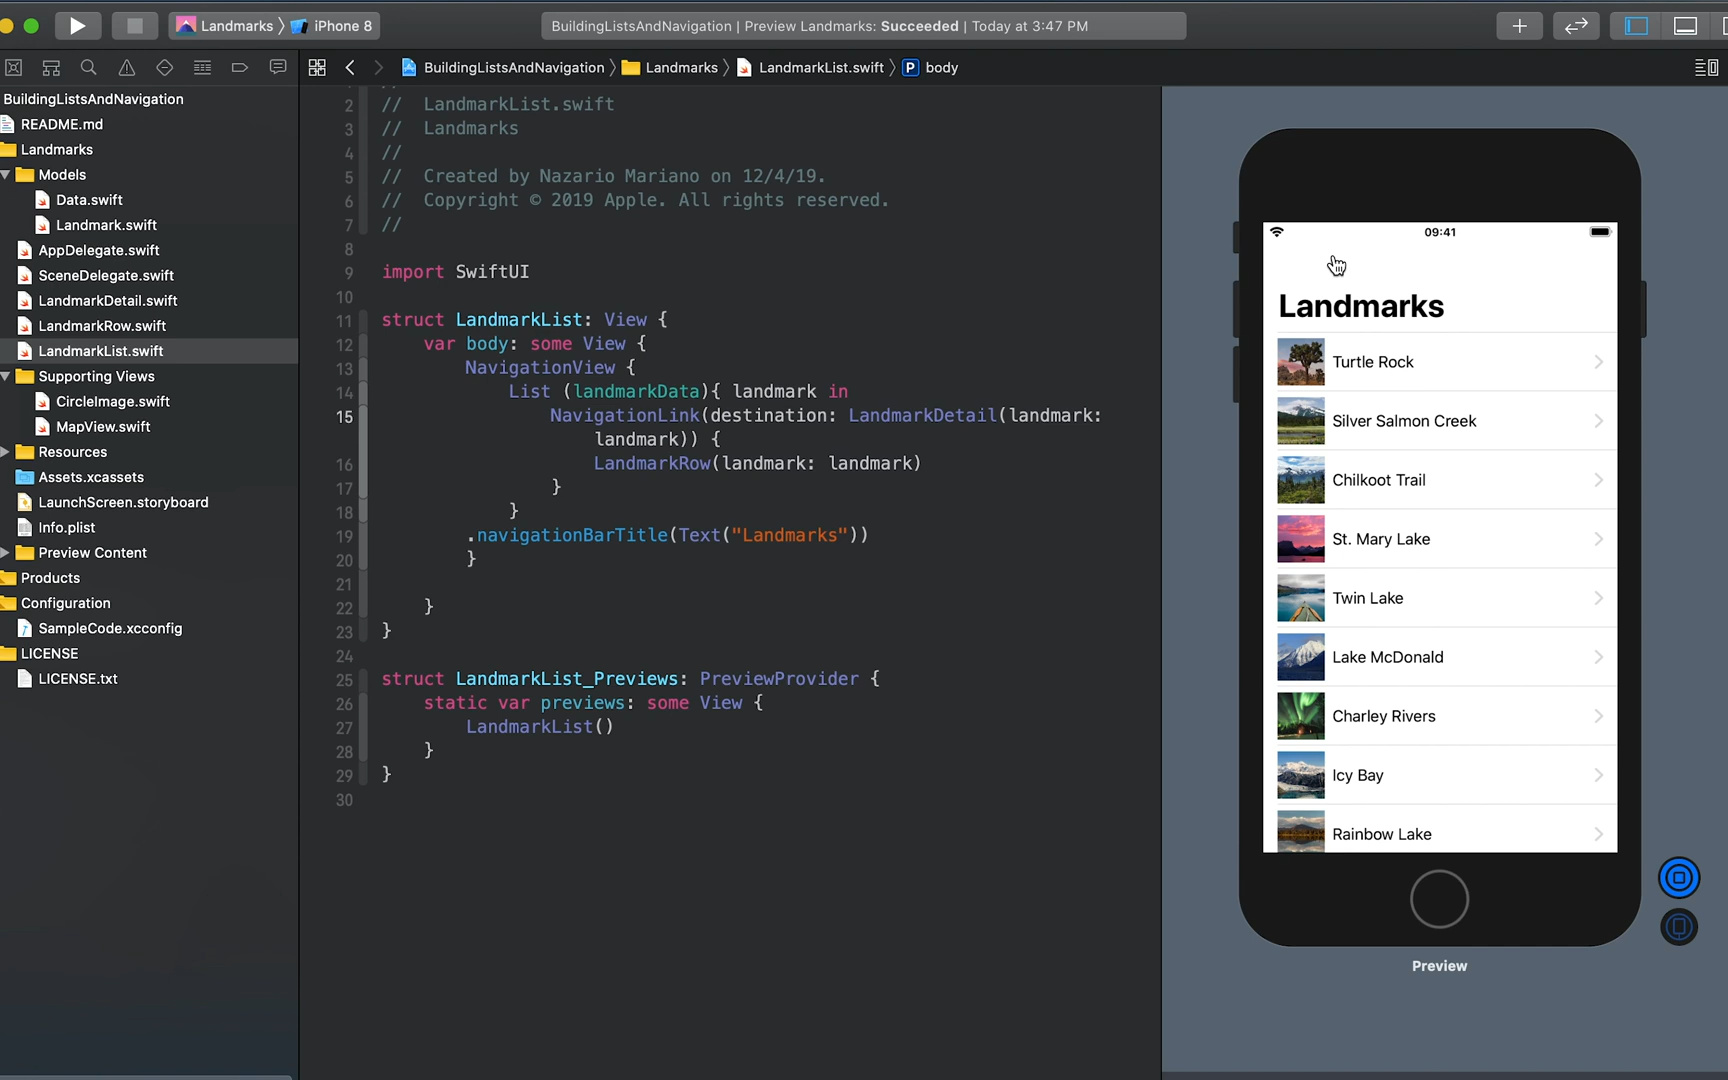 Landmarks
iPhone 8
BuildingListsAndNavigation | Preview Landmarks: Succeeded | Today at 3:47 PM
BuildingListsAndNavigation
Landmarks
LandmarkList.swift
P
body
BuildingListsAndNavigation
README.md
Landmarks
Models
Data.swift
Landmark.swift
AppDelegate.swift
SceneDelegate.swift
LandmarkDetail.swift
LandmarkRow.swift
LandmarkList.swift
Supporting Views
CircleImage.swift
MapView.swift
Resources
Assets.xcassets
LaunchScreen.storyboard
Info.plist
Preview Content
Products
Configuration
SampleCode.xcconfig
LICENSE
LICENSE.txt
2 //  LandmarkList.swift
3 //  Landmarks
4 //
5 //  Created by Nazario Mariano on 12/4/19.
6 //  Copyright © 2019 Apple. All rights reserved.
7 //
8
9 import SwiftUI
10
11 struct LandmarkList: View {
12     var body: some View {
13         NavigationView {
14             List (landmarkData){ landmark in
15                 NavigationLink(destination: LandmarkDetail(landmark:
landmark)) {
16                     LandmarkRow(landmark: landmark)
17                 }
18             }
19         .navigationBarTitle(Text("Landmarks"))
20         }
21
22     }
23 }
24
25 struct LandmarkList_Previews: PreviewProvider {
26     static var previews: some View {
27         LandmarkList()
28     }
29 }
30
09:41
Landmarks
Turtle Rock
Silver Salmon Creek
Chilkoot Trail
St. Mary Lake
Twin Lake
Lake McDonald
Charley Rivers
Icy Bay
Rainbow Lake
Preview